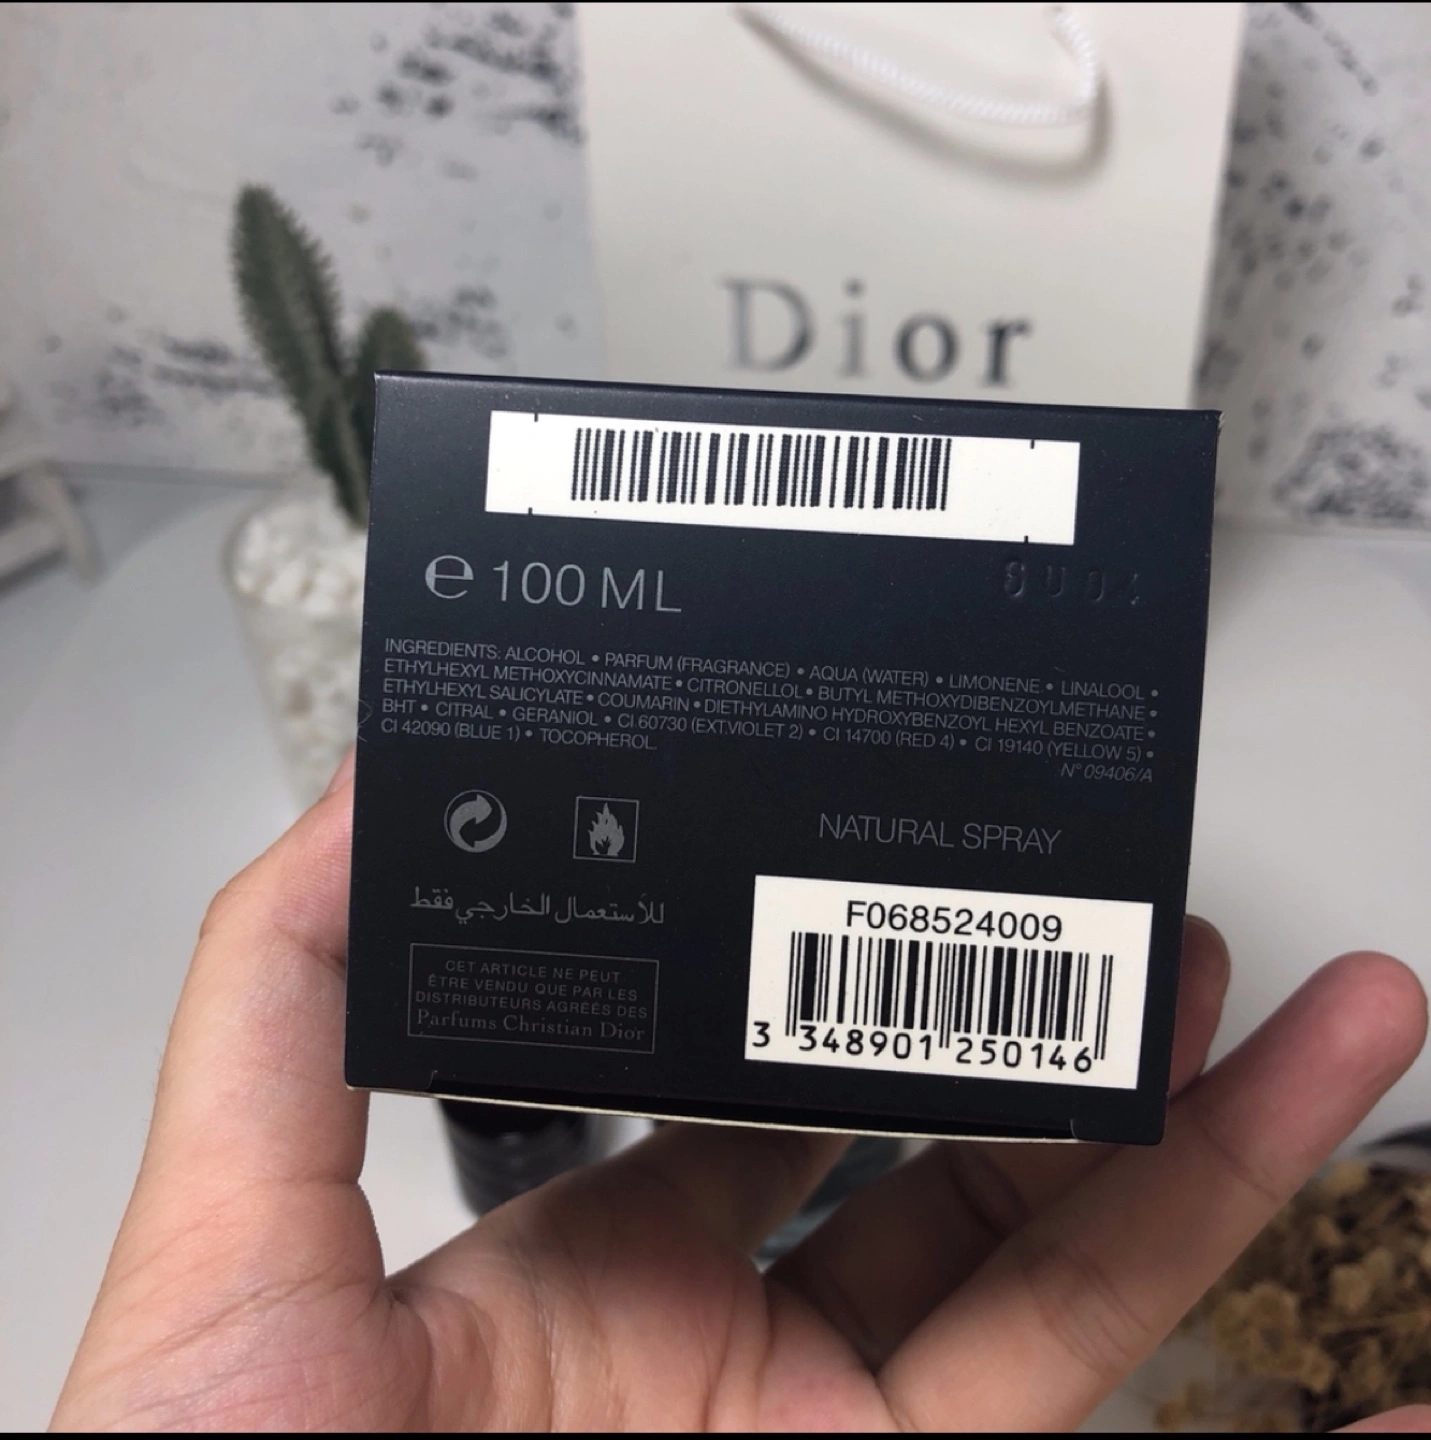 Dior
e 100 ML
INGREDIENTS: ALCOHOL • PARFUM (FRAGRANCE) • AQUA (WATER) • LIMONENE • LINALOOL •
ETHYLHEXYL METHOXYCINNAMATE • CITRONELLOL • BUTYL METHOXYDIBENZOYLMETHANE •
ETHYLHEXYL SALICYLATE • COUMARIN • DIETHYLAMINO HYDROXYBENZOYL HEXYL BENZOATE •
BHT • CITRAL • GERANIOL • CI 60730 (EXT.VIOLET 2) • CI 14700 (RED 4) • CI 19140 (YELLOW 5) •
CI 42090 (BLUE 1) • TOCOPHEROL
N° 09406/A
NATURAL SPRAY
للأستعمال الخارجي فقط
CET ARTICLE NE PEUT
ÊTRE VENDU QUE PAR LES
DISTRIBUTEURS AGRÉÉS DES
Parfums Christian Dior
F068524009
3 348901 250146